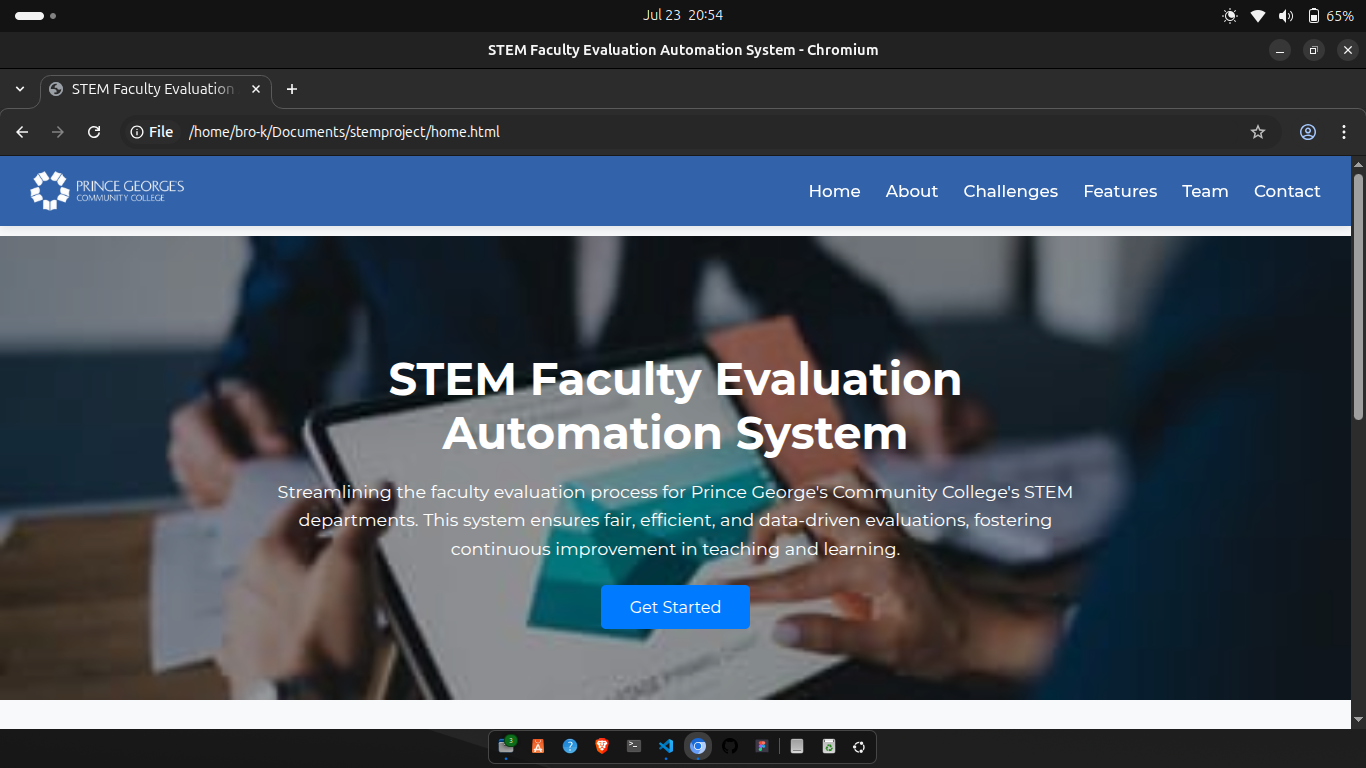 Jul 23 20:54
65%
STEM Faculty Evaluation Automation System - Chromium
STEM Faculty Evaluation
File /home/bro-k/Documents/stemproject/home.html
PRINCE GEORGE'S
COMMUNITY COLLEGE
Home About Challenges Features Team Contact
STEM Faculty Evaluation
Automation System
Streamlining the faculty evaluation process for Prince George's Community College's STEM
departments. This system ensures fair, efficient, and data-driven evaluations, fostering
continuous improvement in teaching and learning.
Get Started
3